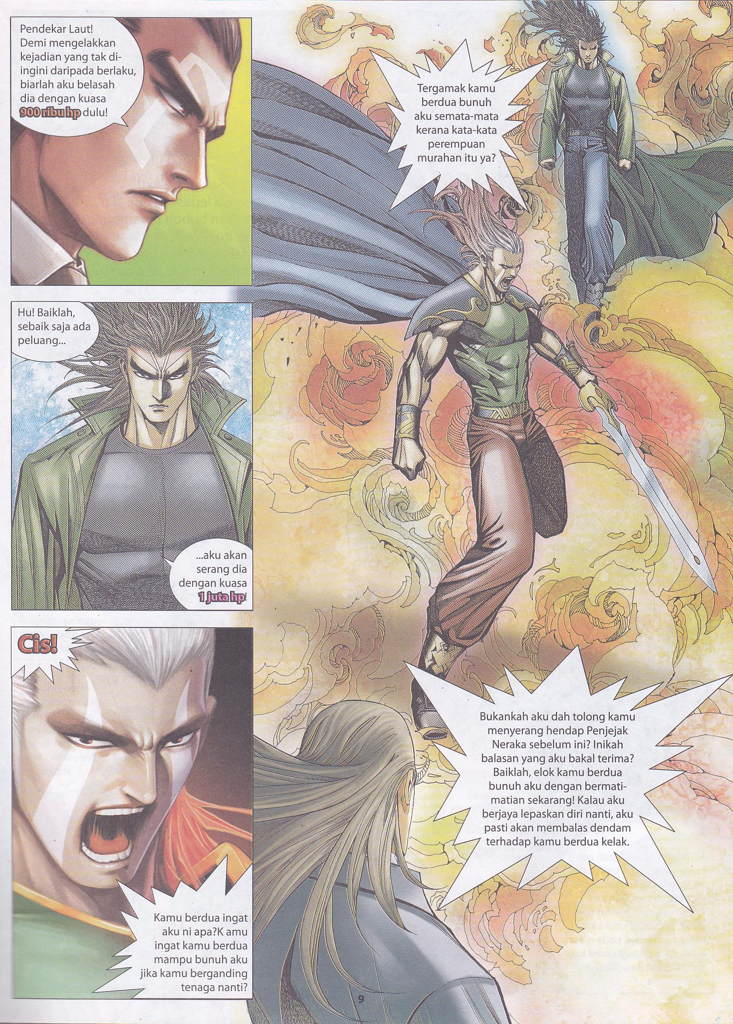 Pendekar Laut!
Demi mengelakkan
kejadian yang tak di-
ingini daripada berlaku,
biarlah aku belasah
dia dengan kuasa
900 ribu hp dulu!
Tergamak kamu
berdua bunuh
aku semata-mata
kerana kata-kata
perempuan
murahan itu ya?
Hu! Baiklah,
sebaik saja ada
peluang...
...aku akan
serang dia
dengan kuasa
1 juta hp
Cis!
Kamu berdua ingat
aku ni apa?K amu
ingat kamu berdua
mampu bunuh aku
jika kamu berganding
tenaga nanti?
Bukankah aku dah tolong kamu
menyerang hendap Penjejak
Neraka sebelum ini? Inikah
balasan yang aku bakal terima?
Baiklah, elok kamu berdua
bunuh aku dengan bermati-
matian sekarang! Kalau aku
berjaya lepaskan diri nanti, aku
pasti akan membalas dendam
terhadap kamu berdua kelak.
9